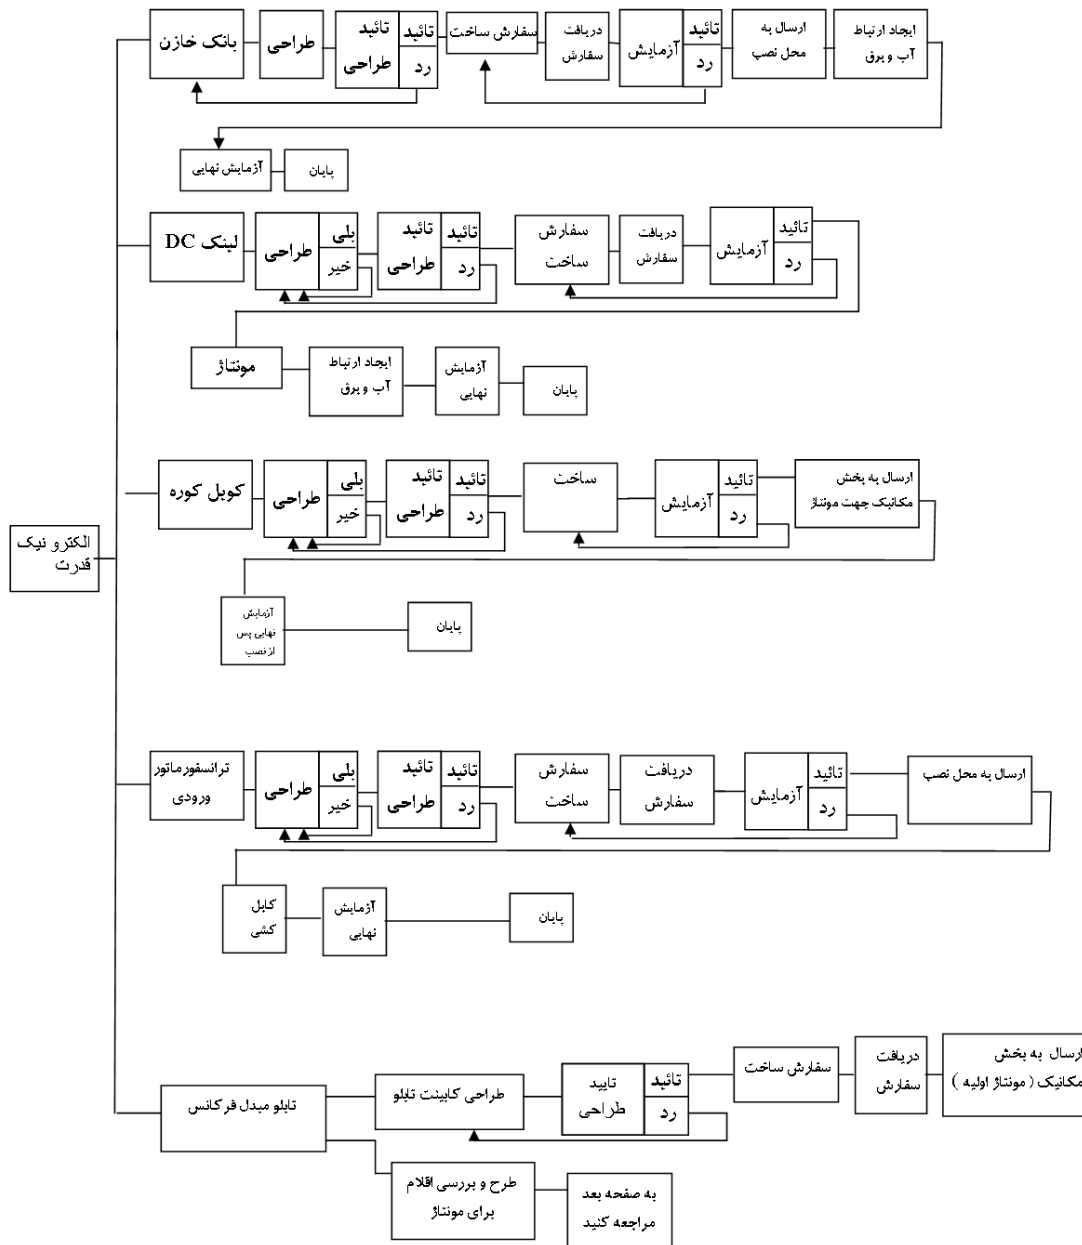 بانک خازن
طراحی
تائید
طراحی
تائید
رد
سفارش ساخت
دریافت
سفارش
آزمایش
تائید
رد
ارسال به
محل نصب
ایجاد ارتباط
آب و برق
آزمایش نهایی
پایان
لینک DC
طراحی
بلی
خیر
تائید
طراحی
تائید
رد
سفارش
ساخت
دریافت
سفارش
آزمایش
تائید
رد
مونتاژ
ایجاد ارتباط
آب و برق
آزمایش
نهایی
پایان
الکترو نیک
قدرت
کویل کوره
طراحی
بلی
خیر
تائید
طراحی
تائید
رد
ساخت
آزمایش
تائید
رد
ارسال به بخش
مکانیک جهت مونتاژ
آزمایش
نهایی پس
از نصب
پایان
ترانسفورماتور
ورودی
طراحی
بلی
خیر
تائید
طراحی
تائید
رد
سفارش
ساخت
دریافت
سفارش
آزمایش
تائید
رد
ارسال به محل نصب
کابل
کشی
آزمایش
نهایی
پایان
تابلو مبدل فرکانس
طراحی کابینت تابلو
تایید
طراحی
تائید
رد
سفارش ساخت
دریافت
سفارش
ارسال به بخش
مکانیک ( مونتاژ اولیه )
طرح و بررسی اقلام
برای مونتاژ
به صفحه بعد
مراجعه کنید